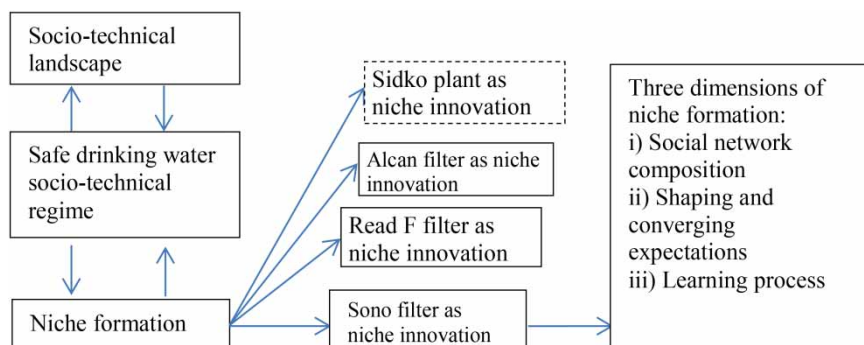 Socio-technical
landscape
Safe drinking water
socio-technical
regime
Niche formation
Sidko plant as
niche innovation
Alcan filter as niche
innovation
Read F filter as
niche innovation
Sono filter as
niche innovation
Three dimensions of
niche formation:
i) Social network
composition
ii) Shaping and
converging
expectations
iii) Learning process